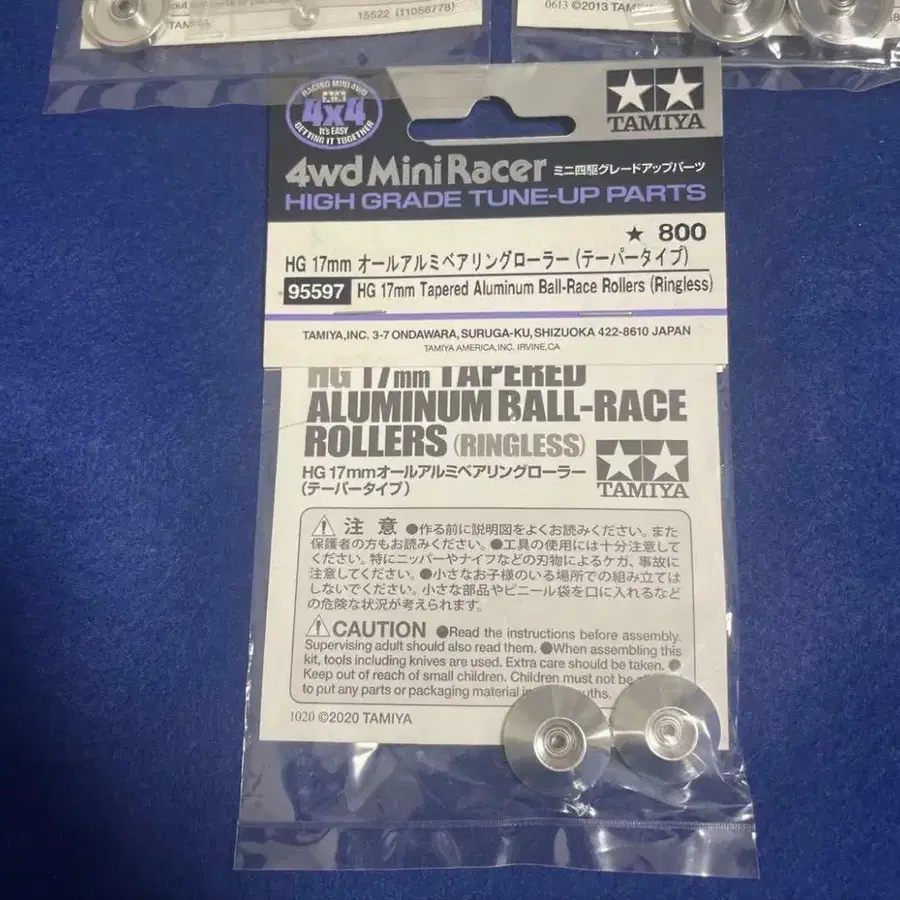 TAMIYA
15522 (11056778)
0613 ©2013 TAMIYA
RACING MINI 4WD
4x4
It's EASY
GETTING IT TOGETHER
TAMIYA
4wd Mini Racer ミニ四駆グレードアップパーツ
HIGH GRADE TUNE-UP PARTS
★ 800
HG 17mm オールアルミベアリングローラー (テーパータイプ)
95597 HG 17mm Tapered Aluminum Ball-Race Rollers (Ringless)
TAMIYA,INC. 3-7 ONDAWARA, SURUGA-KU, SHIZUOKA 422-8610 JAPAN
TAMIYA AMERICA,INC. IRVINE,CA
HG 17mm TAPERED
ALUMINUM BALL-RACE
ROLLERS (RINGLESS)
HG 17mmオールアルミベアリングローラー
(テーパータイプ)
TAMIYA
注意 ●作る前に説明図をよくお読みください。また
保護者の方もお読みください。●工具の使用には十分注意して
ください。特にニッパーやナイフなどの刃物によるケガ、事故に
注意してください。●小さなお子様のいる場所での組み立ては
しないでください。小さな部品やビニール袋を口に入れるなど
の危険な状況が考えられます。
CAUTION ●Read the instructions before assembly.
Supervising adult should also read them. ●When assembling this
kit, tools including knives are used. Extra care should be taken. ●
Keep out of reach of small children. Children must not be
to put any parts or packaging material
1020 ©2020 TAMIYA